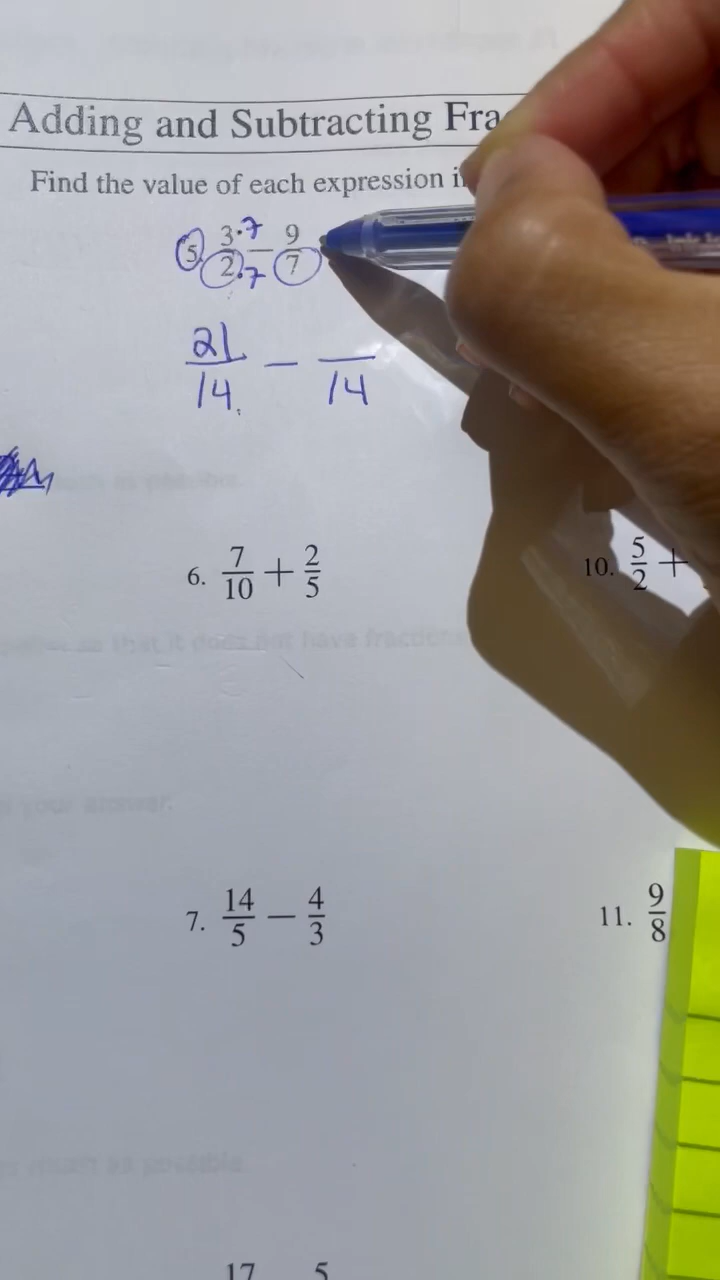 Adding and Subtracting Fra
Find the value of each expression i
5. 3·7/2·7 − 9/7
21/14 − /14
6. 7/10 + 2/5
10. 5/2 +
7. 14/5 − 4/3
11. 9/8
17 5